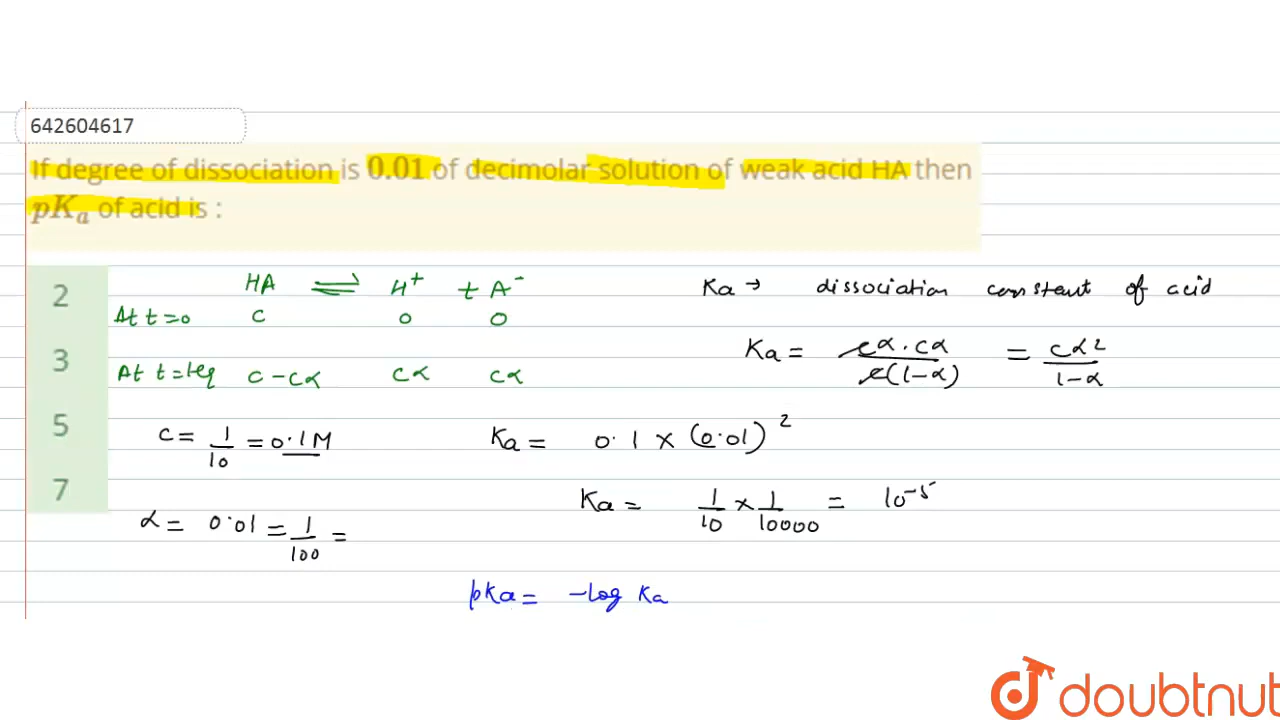 642604617
If degree of dissociation is 0.01 of decimolar solution of weak acid HA then
pKₐ of acid is :
2
3
5
7
HA ⇌ H⁺ + A⁻
At t=0 C 0 0
At t=teq C-Cα Cα Cα
C = 1/10 = 0.1M
α = 0.01 = 1/100 =
Ka → dissociation constant of acid
Ka = Cα.Cα/C(1-α) = Cα²/1-α
Ka = 0.1 × (0.01)²
Ka = 1/10 × 1/10000 = 10⁻⁵
pKa = -log Ka
doubtnut